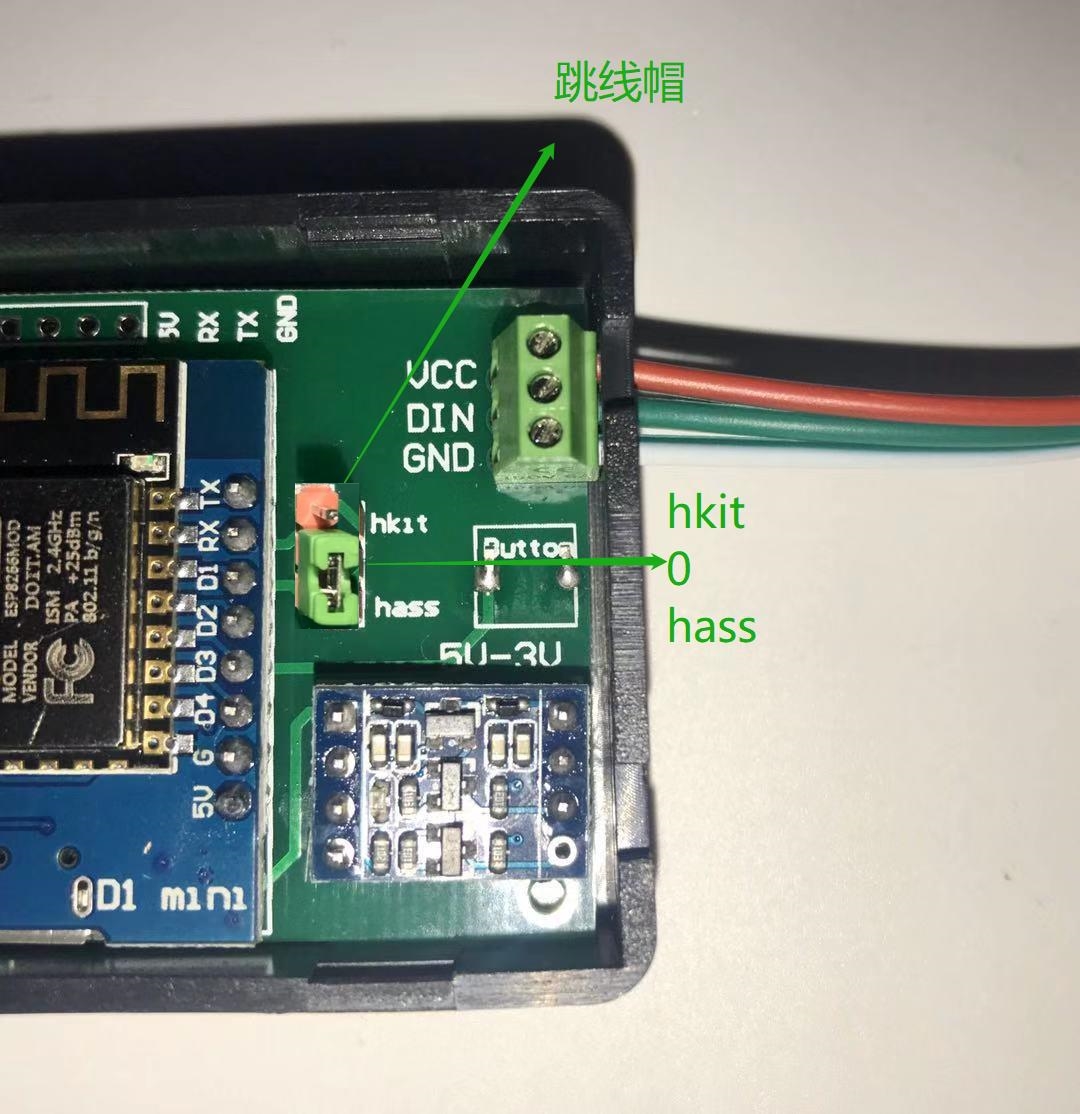 跳线帽
5V
RX
TX
GND
VCC
DIN
GND
hkit
hass
hkit
0
hass
Button
5V-3V
TX
RX
D1
D2
D3
D4
G
5V
MODEL ESP8266MOD
VENDOR DOIT.AM
ISM 2.4GHz
PA +25dBm
802.11 b/g/n
FC
D1 mini